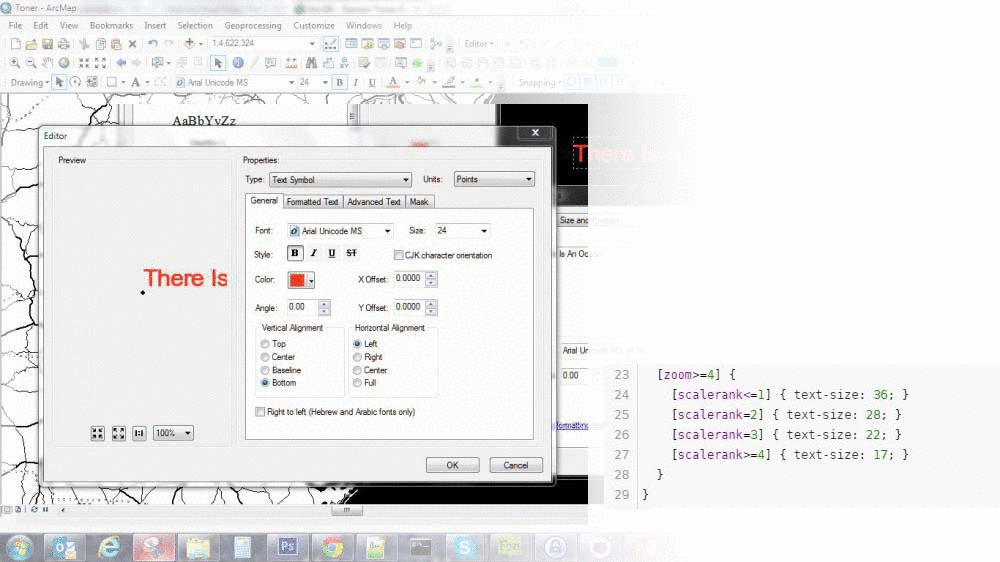 Toner - ArcMap
File Edit View Bookmarks Insert Selection Geoprocessing Customize Windows Help
1:4,622,324
Editor
Drawing A Arial Unicode MS 24 B I U A
Snapping
AaBbYyZz
Editor
Preview
There Is
100%
Properties:
Type: Text Symbol Units: Points
General Formatted Text Advanced Text Mask
Font: Arial Unicode MS Size: 24
Style: B I U ST CJK character orientation
Color: X Offset: 0.0000
Angle: 0.00 Y Offset: 0.0000
Vertical Alignment
Top
Center
Baseline
Bottom
Horizontal Alignment
Left
Right
Center
Full
Right to left (Hebrew and Arabic fonts only)
OK Cancel
There Is
Size and
Is An
Arial
0.00
formatting
23 [zoom>=4] {
24 [scalerank<=1] { text-size: 36; }
25 [scalerank=2] { text-size: 28; }
26 [scalerank=3] { text-size: 22; }
27 [scalerank>=4] { text-size: 17; }
28 }
29 }
Ps